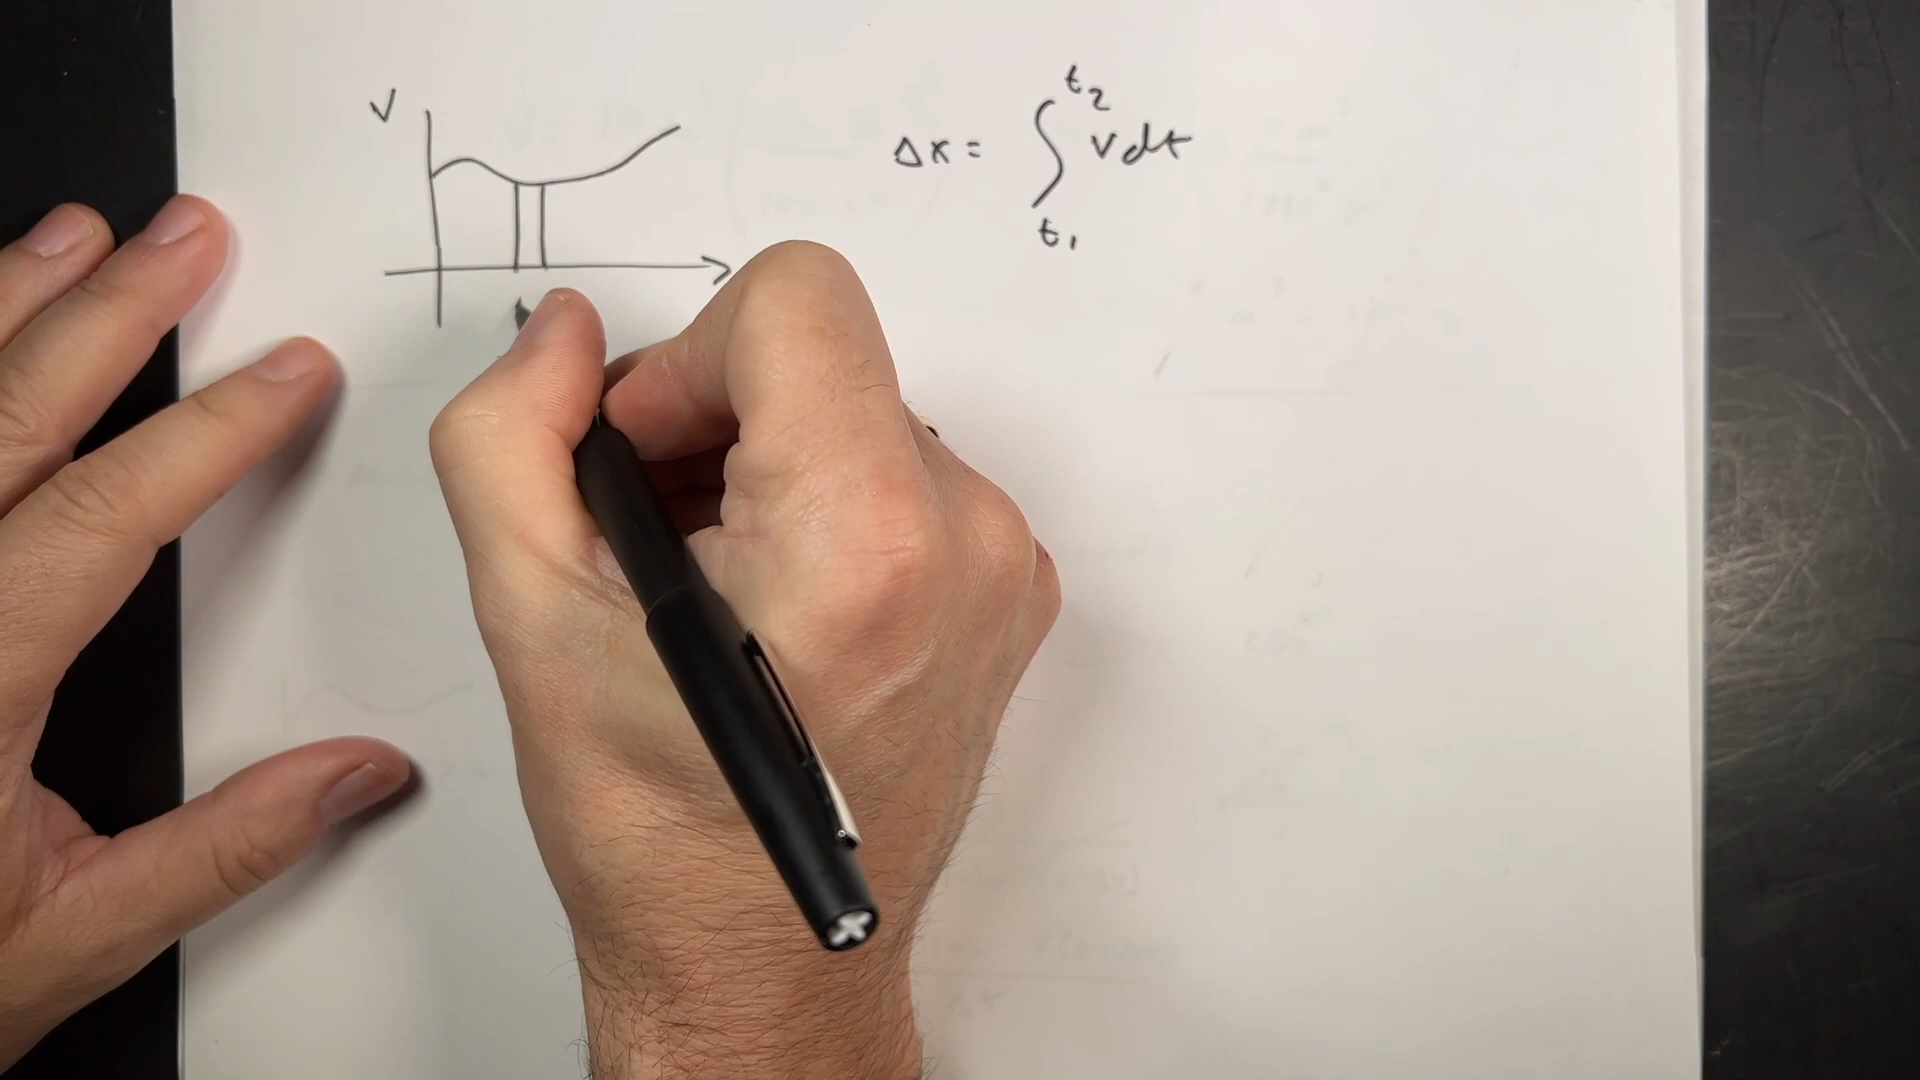 V
Δx = ∫ t₁ t₂ v dt